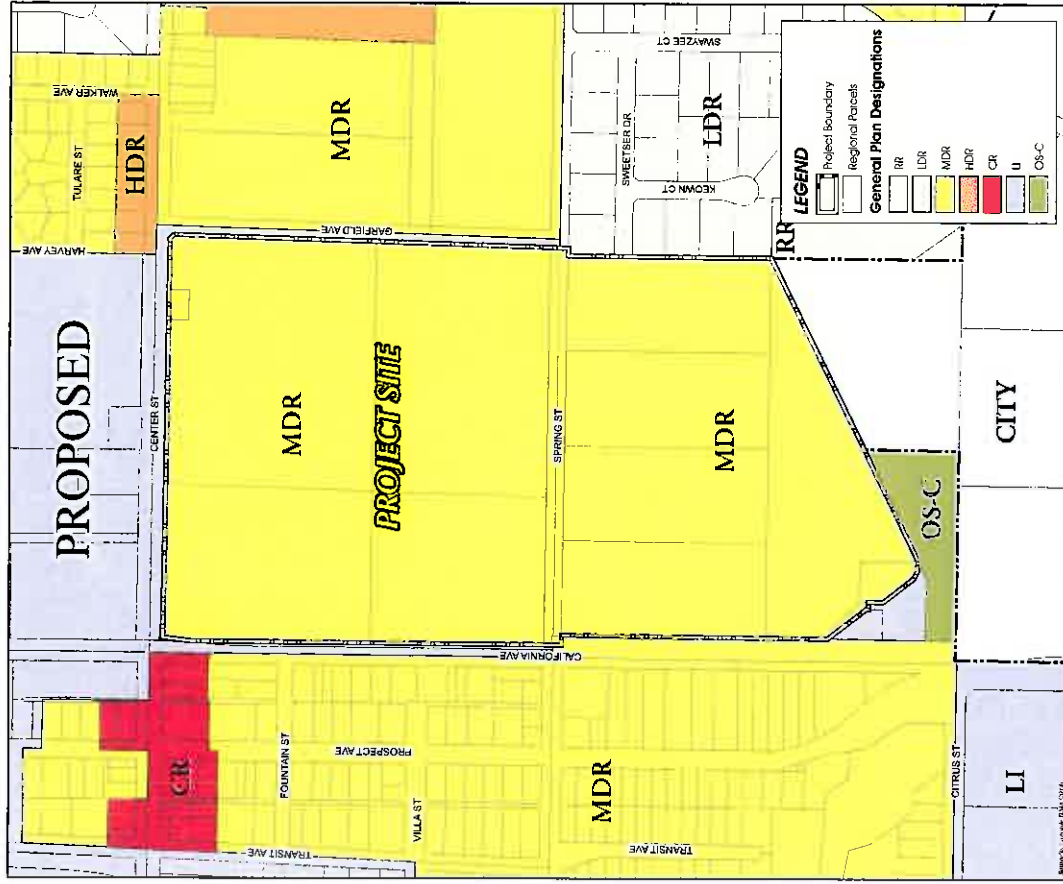 PROPOSED
TULARE ST
WALKER AVE
HDR
HARVEY AVE
CENTER ST
MDR
MDR
GARFIELD AVE
PROJECT SITE
CR
FOUNTAIN ST
PROSPECT AVE
VILLA ST
TRANSIT AVE
CALIFORNIA AVE
SPRING ST
SWEETSER DR
SWAYZEE CT
KEOWN CT
LDR
RR
MDR
MDR
TRANSIT AVE
OS-C
CITY
CITRUS ST
LI
LEGEND
Project Boundary
Regional Parcels
General Plan Designations
RR
LDR
MDR
HDR
CR
LI
OS-C